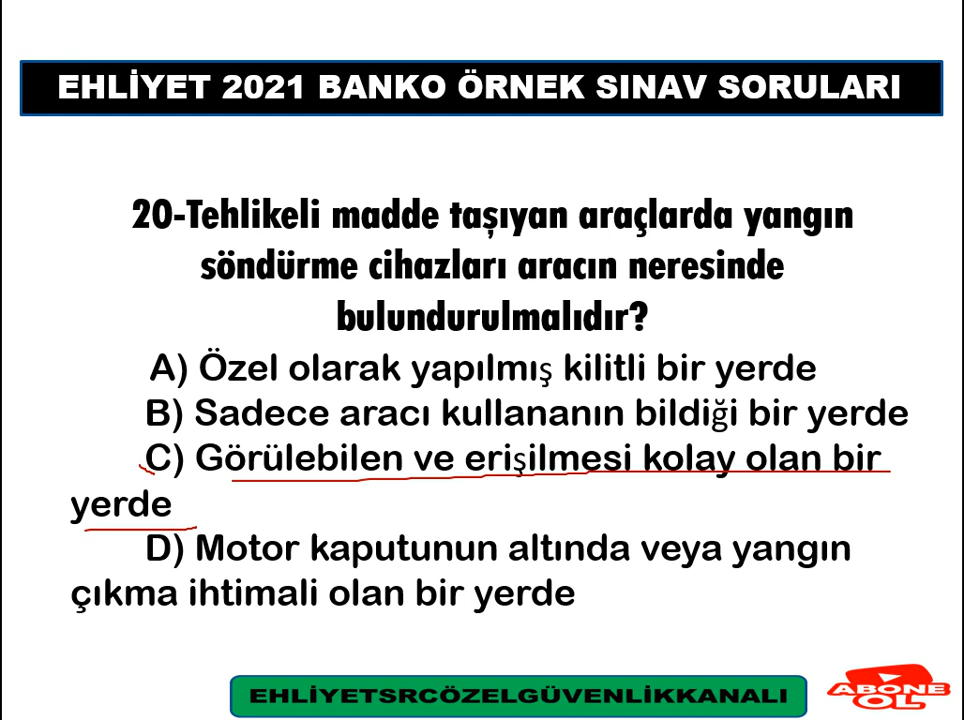 EHLİYET 2021 BANKO ÖRNEK SINAV SORULARI
20-Tehlikeli madde taşıyan araçlarda yangın
söndürme cihazları aracın neresinde
bulundurulmalıdır?
A) Özel olarak yapılmış kilitli bir yerde
B) Sadece aracı kullananın bildiği bir yerde
C) Görülebilen ve erişilmesi kolay olan bir
yerde
D) Motor kaputunun altında veya yangın
çıkma ihtimali olan bir yerde
EHLİYETSRCÖZELGÜVENLİKKANALI
ABONE
OL